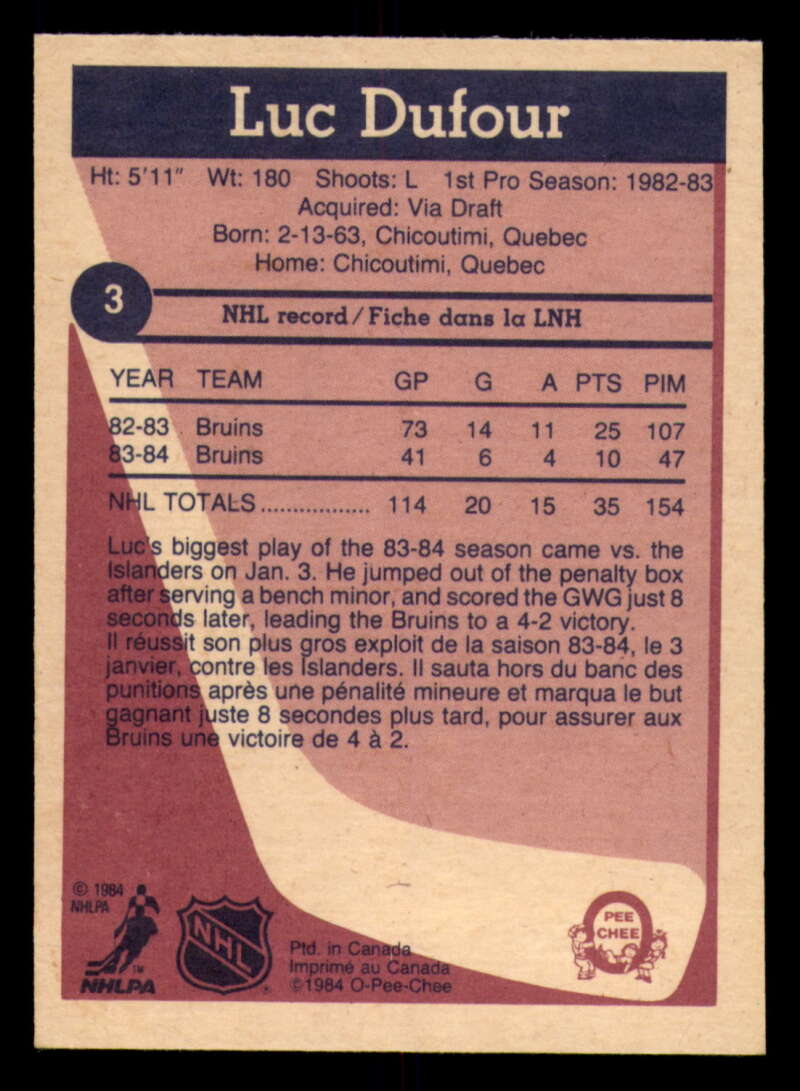 Luc Dufour
Ht: 5'11" Wt: 180 Shoots: L 1st Pro Season: 1982-83
Acquired: Via Draft
Born: 2-13-63, Chicoutimi, Quebec
Home: Chicoutimi, Quebec
3
NHL record/Fiche dans la LNH
YEAR TEAM GP G A PTS PIM
82-83 Bruins 73 14 11 25 107
83-84 Bruins 41 6 4 10 47
NHL TOTALS ................. 114 20 15 35 154
Luc's biggest play of the 83-84 season came vs. the
Islanders on Jan. 3. He jumped out of the penalty box
after serving a bench minor, and scored the GWG just 8
seconds later, leading the Bruins to a 4-2 victory.
Il réussit son plus gros exploit de la saison 83-84, le 3
janvier, contre les Islanders. Il sauta hors du banc des
punitions après une pénalité mineure et marqua le but
gagnant juste 8 secondes plus tard, pour assurer aux
Bruins une victoire de 4 à 2.
© 1984
NHLPA
TM
NHLPA
NHL
®
Ptd. in Canada
Imprimé au Canada
©1984 O-Pee-Chee
PEE
CHEE